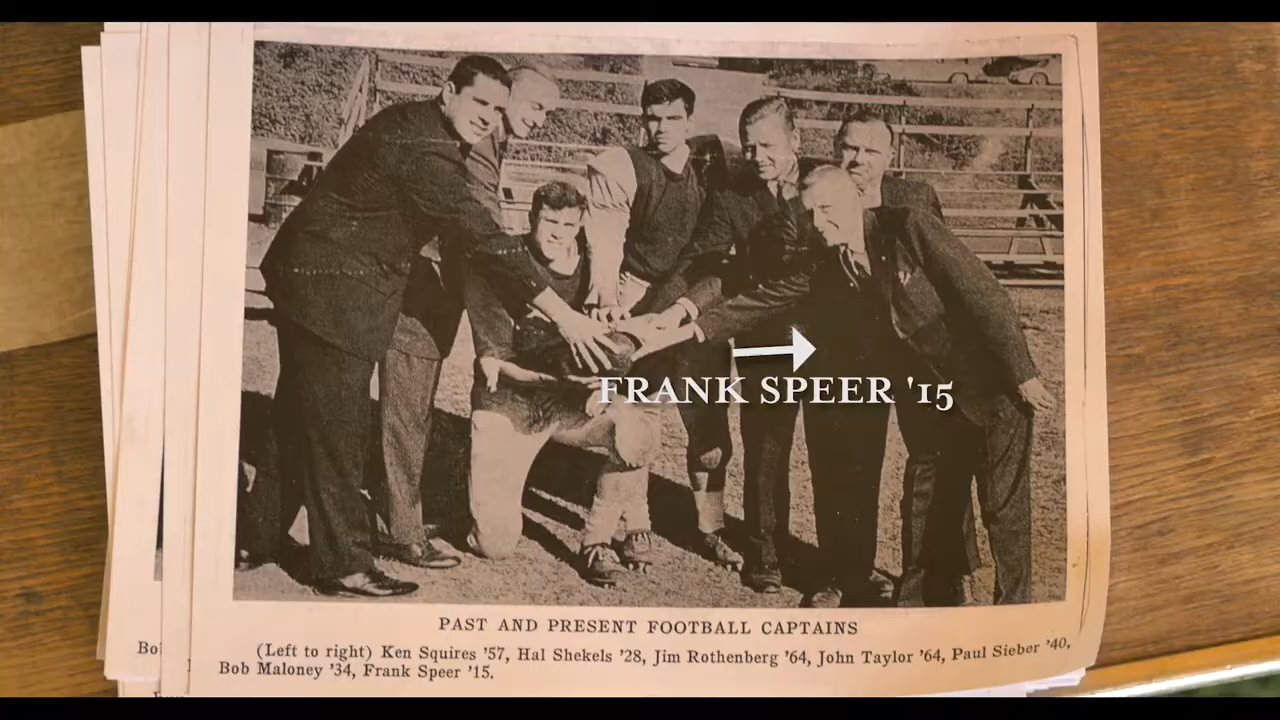 FRANK SPEER '15
PAST AND PRESENT FOOTBALL CAPTAINS
(Left to right) Ken Squires '57, Hal Shekels '28, Jim Rothenberg '64, John Taylor '64, Paul Sieber '40,
Bob Maloney '34, Frank Speer '15.